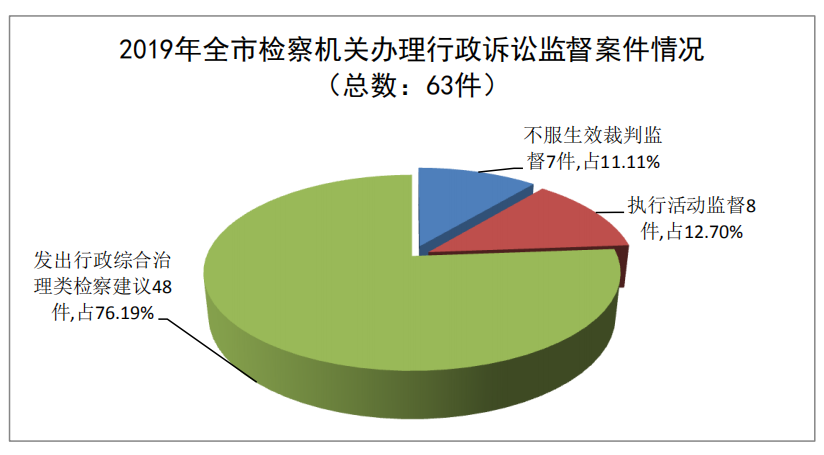 2019年全市检察机关办理行政诉讼监督案件情况
（总数：63件）
不服生效裁判监
督7件,占11.11%
执行活动监督8
件,占12.70%
发出行政综合治
理类检察建议48
件,占76.19%